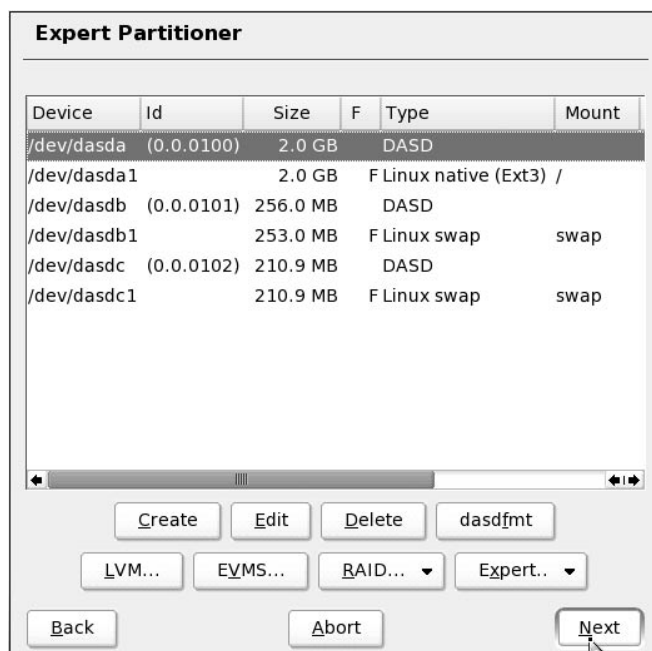 Expert Partitioner
Device Id Size F Type Mount
/dev/dasda (0.0.0100) 2.0 GB DASD
/dev/dasda1 2.0 GB F Linux native (Ext3) /
/dev/dasdb (0.0.0101) 256.0 MB DASD
/dev/dasdb1 253.0 MB F Linux swap swap
/dev/dasdc (0.0.0102) 210.9 MB DASD
/dev/dasdc1 210.9 MB F Linux swap swap
Create Edit Delete dasdfmt
LVM... EVMS... RAID... Expert..
Back Abort Next